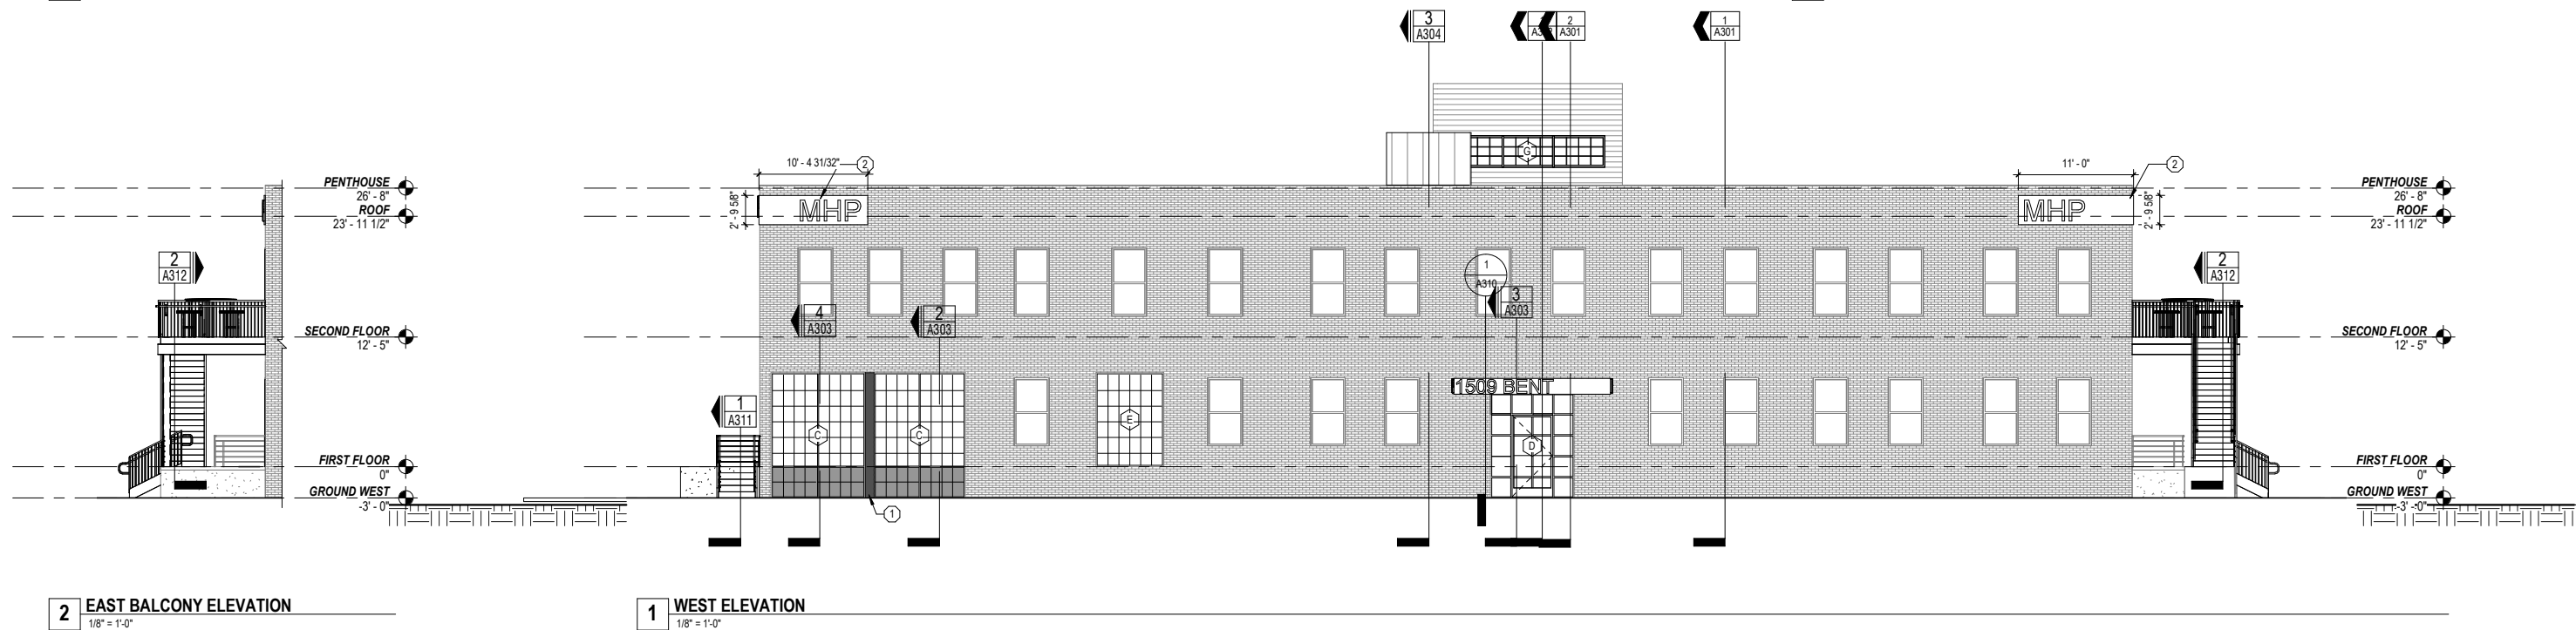 3
A304
2
A301
1
A301
G
10' - 4 31/32"
2
11' - 0"
2
PENTHOUSE
26' - 8"
ROOF
23' - 11 1/2"
2' - 9 5/8"
MHP
MHP
2' - 9 5/8"
PENTHOUSE
26' - 8"
ROOF
23' - 11 1/2"
2
A312
1
A310
2
A312
4
A303
2
A303
3
A303
SECOND FLOOR
12' - 5"
SECOND FLOOR
12' - 5"
1509 BENT
1
A311
C
C
E
D
FIRST FLOOR
0"
FIRST FLOOR
0"
GROUND WEST
-3' - 0"
GROUND WEST
-3' - 0"
1
2
EAST BALCONY ELEVATION
1/8" = 1'-0"
1
WEST ELEVATION
1/8" = 1'-0"